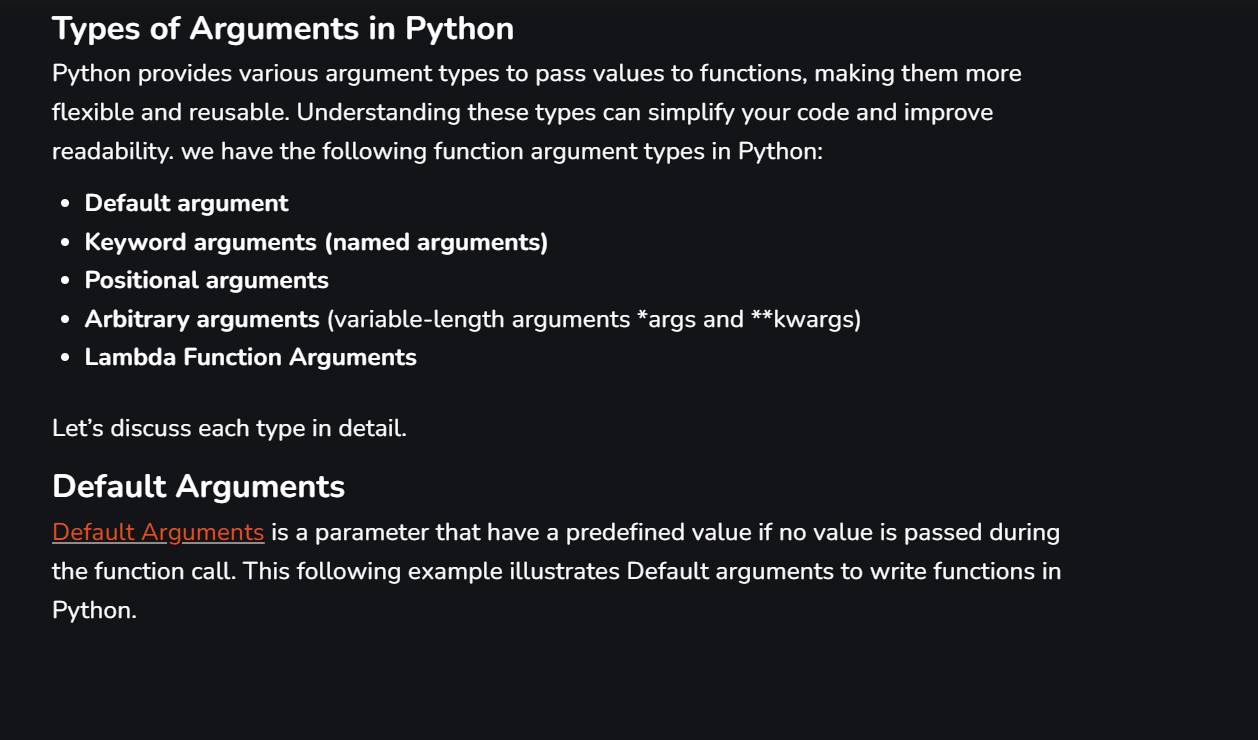 Types of Arguments in Python
Python provides various argument types to pass values to functions, making them more
flexible and reusable. Understanding these types can simplify your code and improve
readability. we have the following function argument types in Python:
• Default argument
• Keyword arguments (named arguments)
• Positional arguments
• Arbitrary arguments (variable-length arguments *args and **kwargs)
• Lambda Function Arguments
Let’s discuss each type in detail.
Default Arguments
Default Arguments is a parameter that have a predefined value if no value is passed during
the function call. This following example illustrates Default arguments to write functions in
Python.